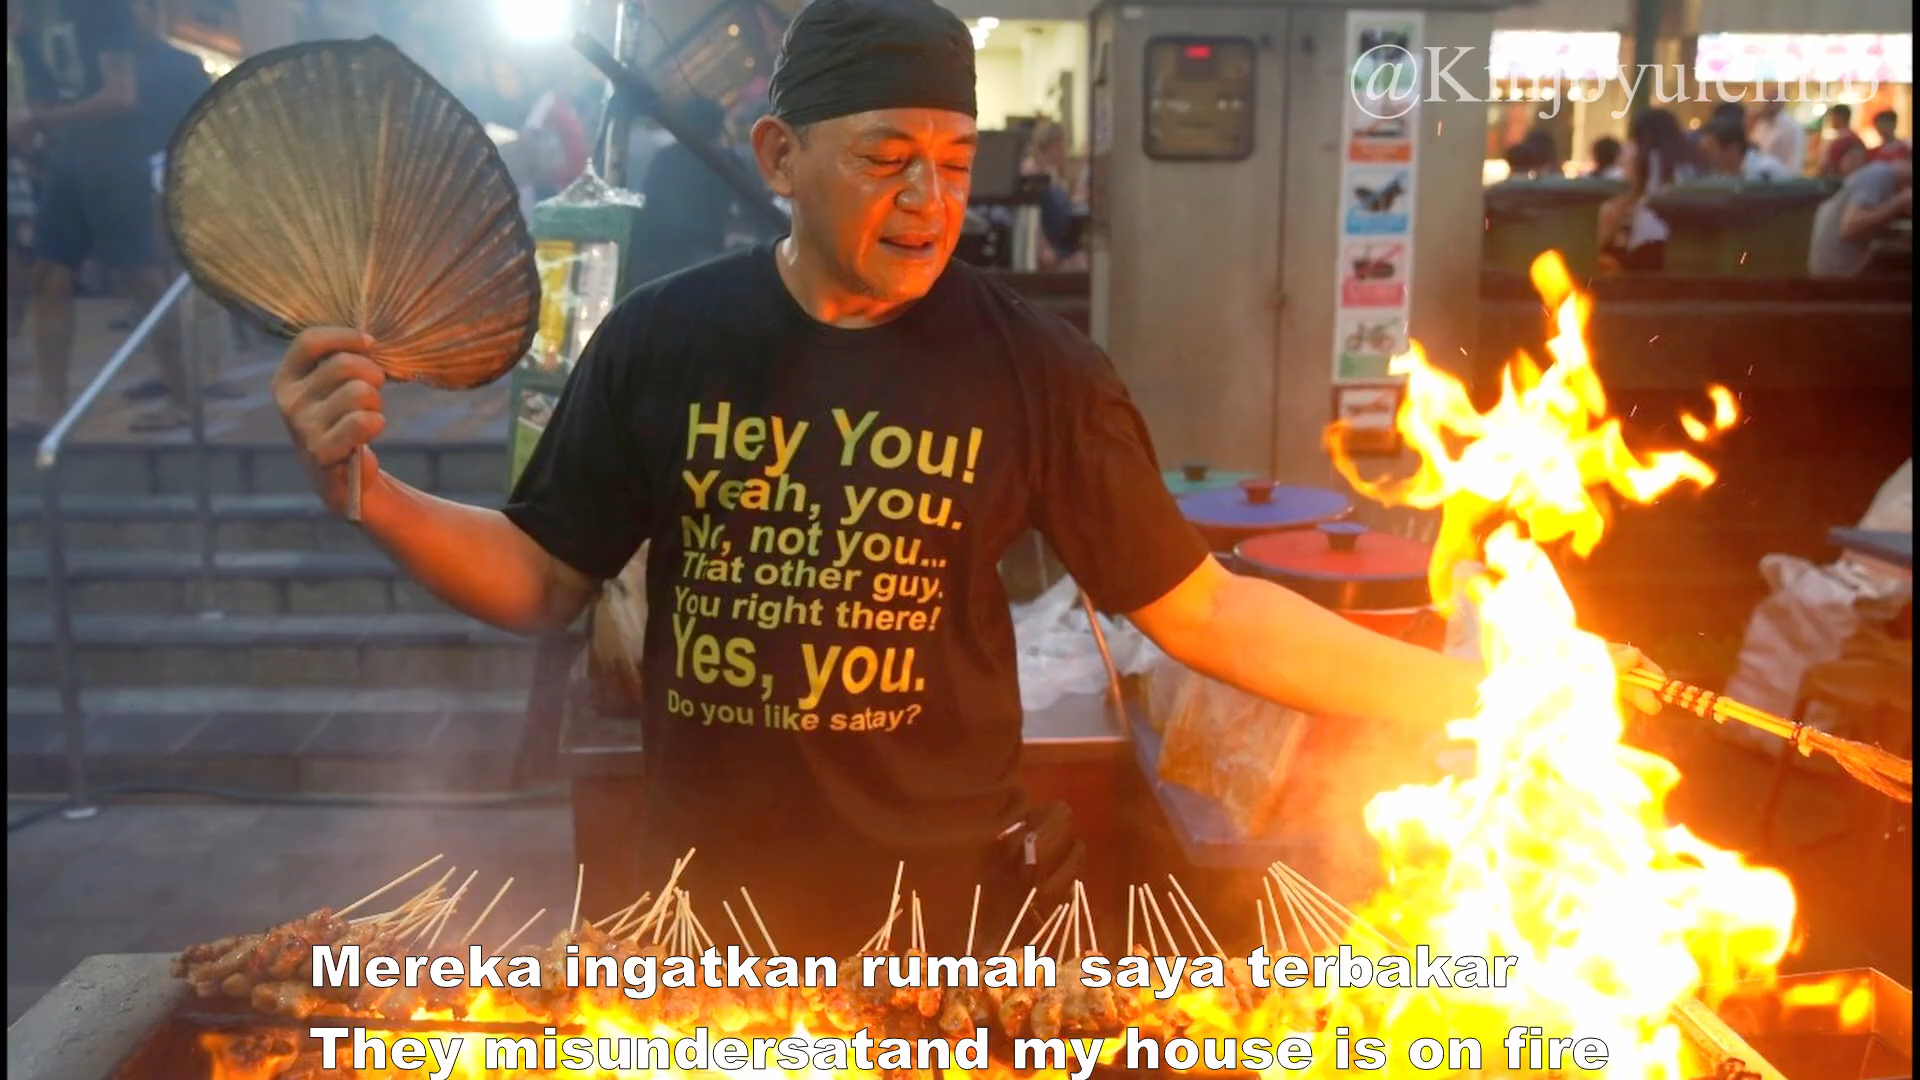 Hey You!
Yeah, you.
No, not you...
That other guy.
You right there!
Yes, you.
Do you like satay?
Mereka ingatkan rumah saya terbakar
They misundersatand my house is on fire